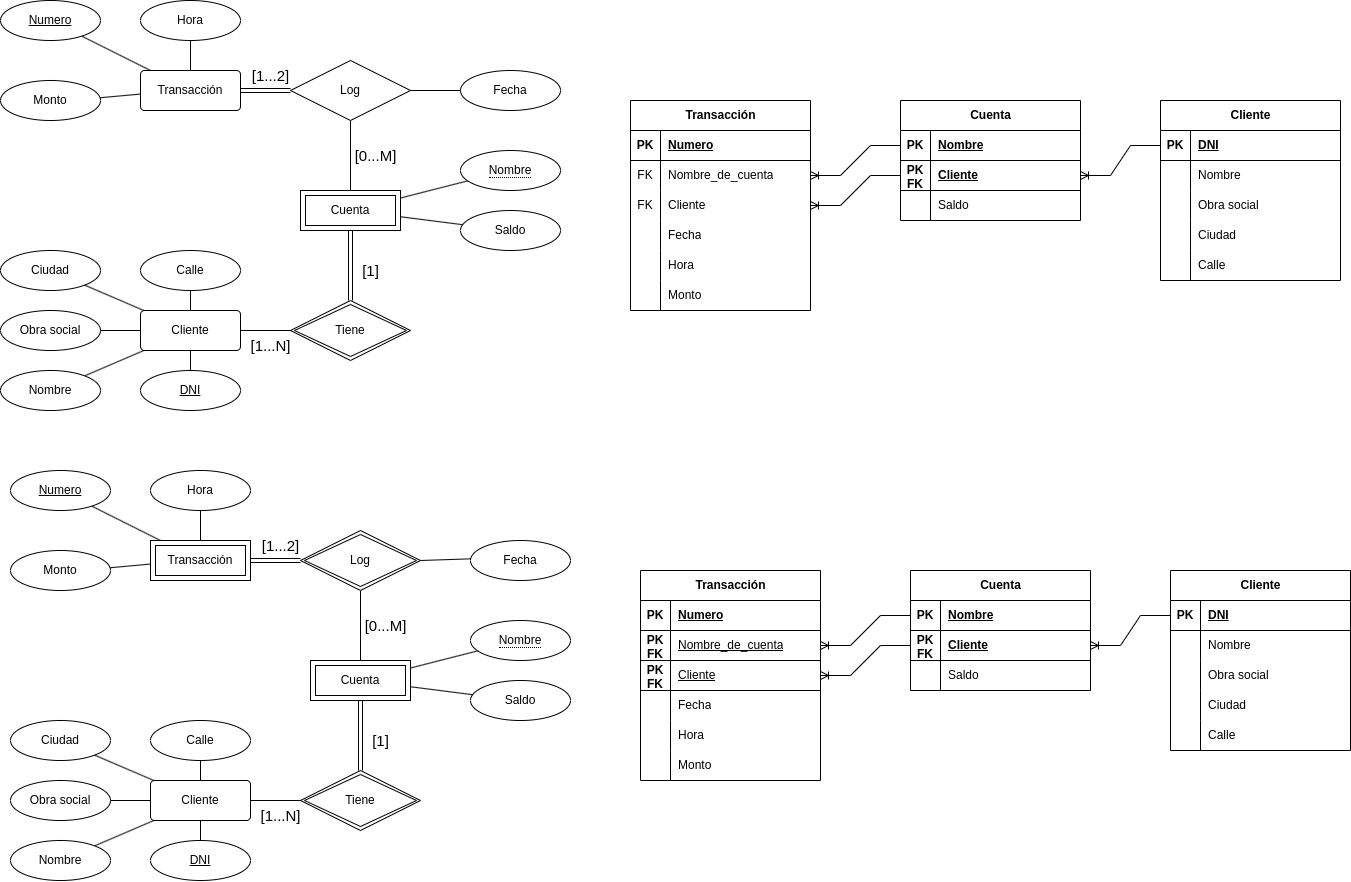 Numero
Hora
Monto
Transacción
[1...2]
Log
Fecha
[0...M]
Nombre
Cuenta
Saldo
[1]
Ciudad
Calle
Obra social
Cliente
[1...N]
Tiene
Nombre
DNI
Transacción
PK Numero
FK Nombre_de_cuenta
FK Cliente
Fecha
Hora
Monto
Cuenta
PK Nombre
PK
FK Cliente
Saldo
Cliente
PK DNI
Nombre
Obra social
Ciudad
Calle
Numero
Hora
Monto
Transacción
[1...2]
Log
Fecha
[0...M]
Nombre
Cuenta
Saldo
[1]
Ciudad
Calle
Obra social
Cliente
[1...N]
Tiene
Nombre
DNI
Transacción
PK Numero
PK
FK Nombre_de_cuenta
PK
FK Cliente
Fecha
Hora
Monto
Cuenta
PK Nombre
PK
FK Cliente
Saldo
Cliente
PK DNI
Nombre
Obra social
Ciudad
Calle